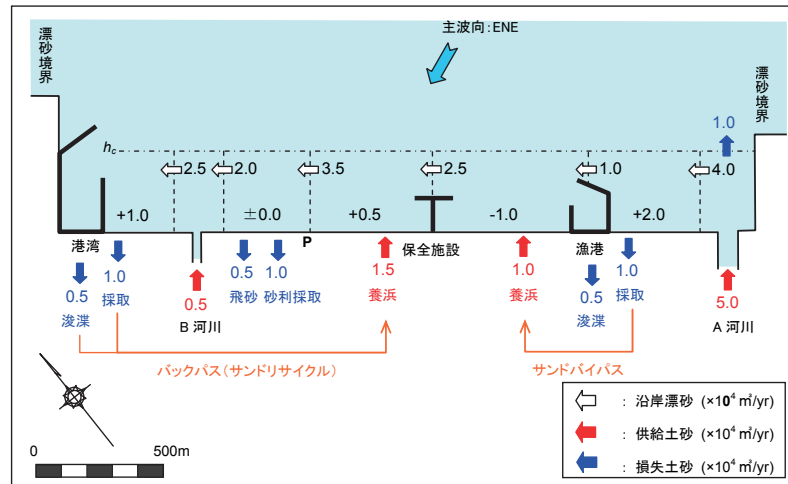 主波向:ENE
漂砂境界
漂砂境界
1.0
hc
2.5
2.0
3.5
2.5
1.0
4.0
+1.0
±0.0
+0.5
-1.0
+2.0
港湾
P
保全施設
漁港
0.5
浚渫
1.0
採取
0.5
B 河川
0.5
飛砂
1.0
砂利採取
1.5
養浜
1.0
養浜
0.5
浚渫
1.0
採取
5.0
A 河川
バックパス(サンドリサイクル)
サンドバイパス
0 500m
: 沿岸漂砂 (×10⁴ ㎥/yr)
: 供給土砂 (×10⁴ ㎥/yr)
: 損失土砂 (×10⁴ ㎥/yr)